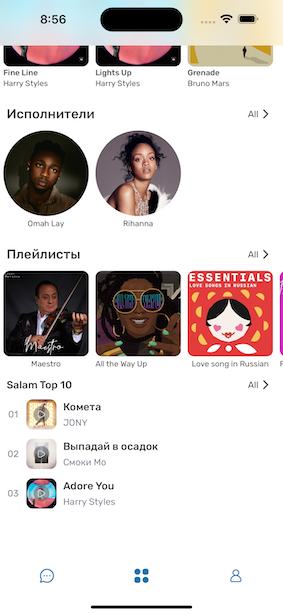 8:56
Fine Line
Harry Styles
Lights Up
Harry Styles
Grenade
Bruno Mars
Исполнители
All
Omah Lay
Rihanna
Плейлисты
All
Maestro
ESSENTIALS
LOVE SONGS IN RUSSIAN
Maestro
All the Way Up
Love song in Russian
Salam Top 10
All
01
Комета
JONY
02
Выпадай в осадок
Смоки Мо
03
Adore You
Harry Styles